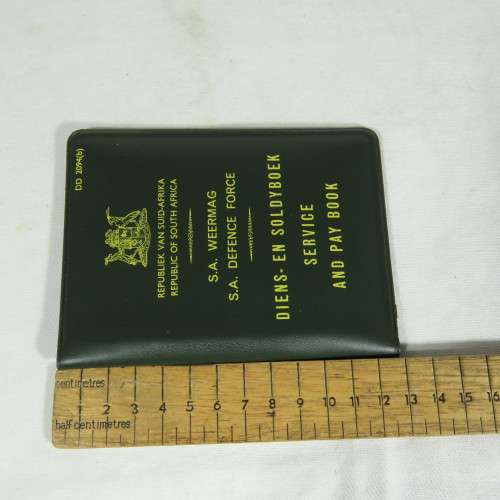 DD 2094(b)
REPUBLIEK VAN SUID-AFRIKA
REPUBLIC OF SOUTH AFRICA
S.A. WEERMAG
S.A. DEFENCE FORCE
DIENS- EN SOLDYBOEK
SERVICE
AND PAY BOOK
centimetres
1 2 3 4 5 6 7 8 9 10 11 12 13 14 15 16
half centimetres